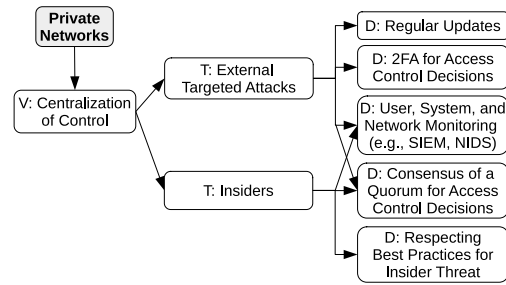 Private
Networks
V: Centralization
of Control
T: External
Targeted Attacks
T: Insiders
D: Regular Updates
D: 2FA for Access
Control Decisions
D: User, System, and
Network Monitoring
(e.g., SIEM, NIDS)
D: Consensus of a
Quorum for Access
Control Decisions
D: Respecting
Best Practices for
Insider Threat